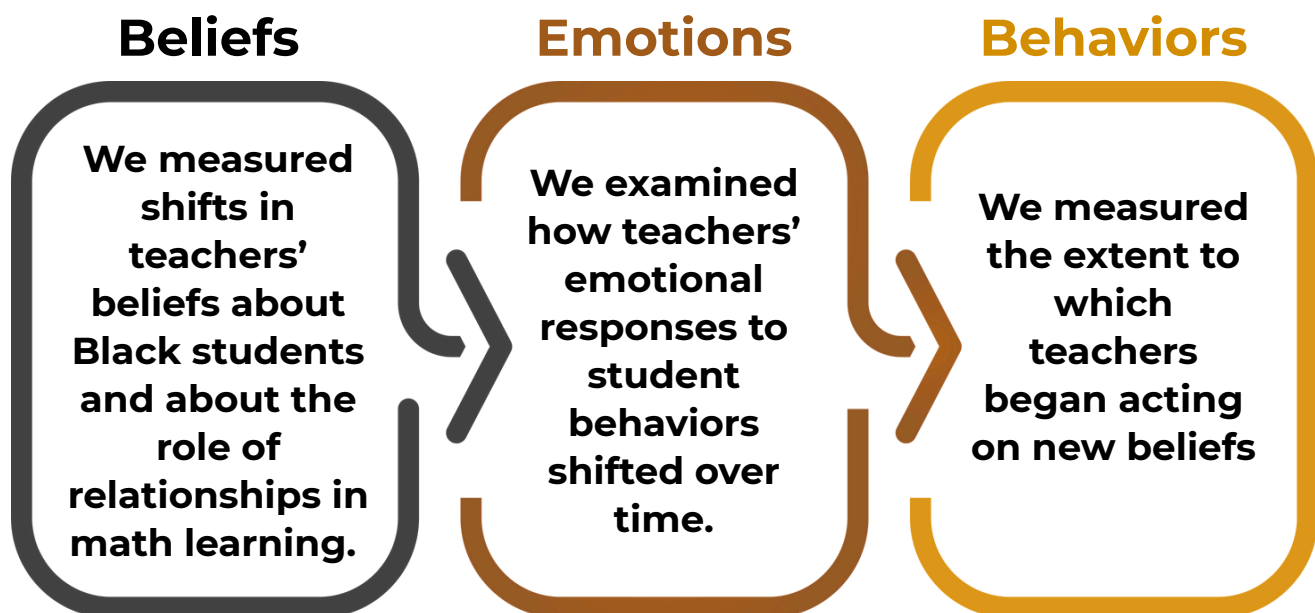 Beliefs
We measured
shifts in
teachers’
beliefs about
Black students
and about the
role of
relationships in
math learning.
Emotions
We examined
how teachers’
emotional
responses to
student
behaviors
shifted over
time.
Behaviors
We measured
the extent to
which
teachers
began acting
on new beliefs